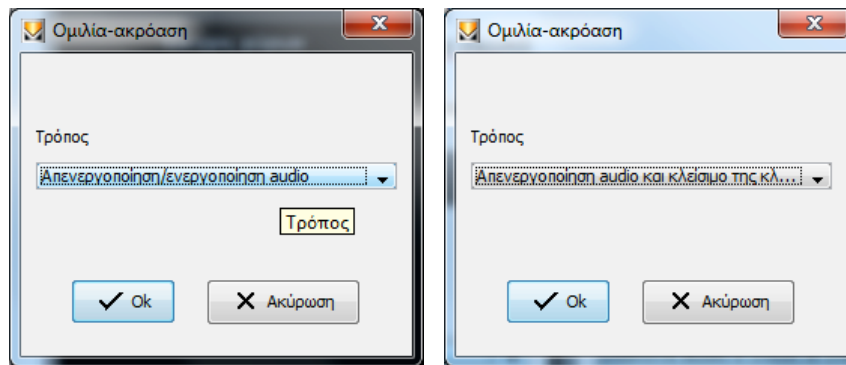 Ομιλία-ακρόαση
Τρόπος
Απενεργοποίηση/ενεργοποίηση audio
Τρόπος
Ok
Ακύρωση
Ομιλία-ακρόαση
Τρόπος
Απενεργοποίηση audio και κλείσιμο της κλ...
Ok
Ακύρωση